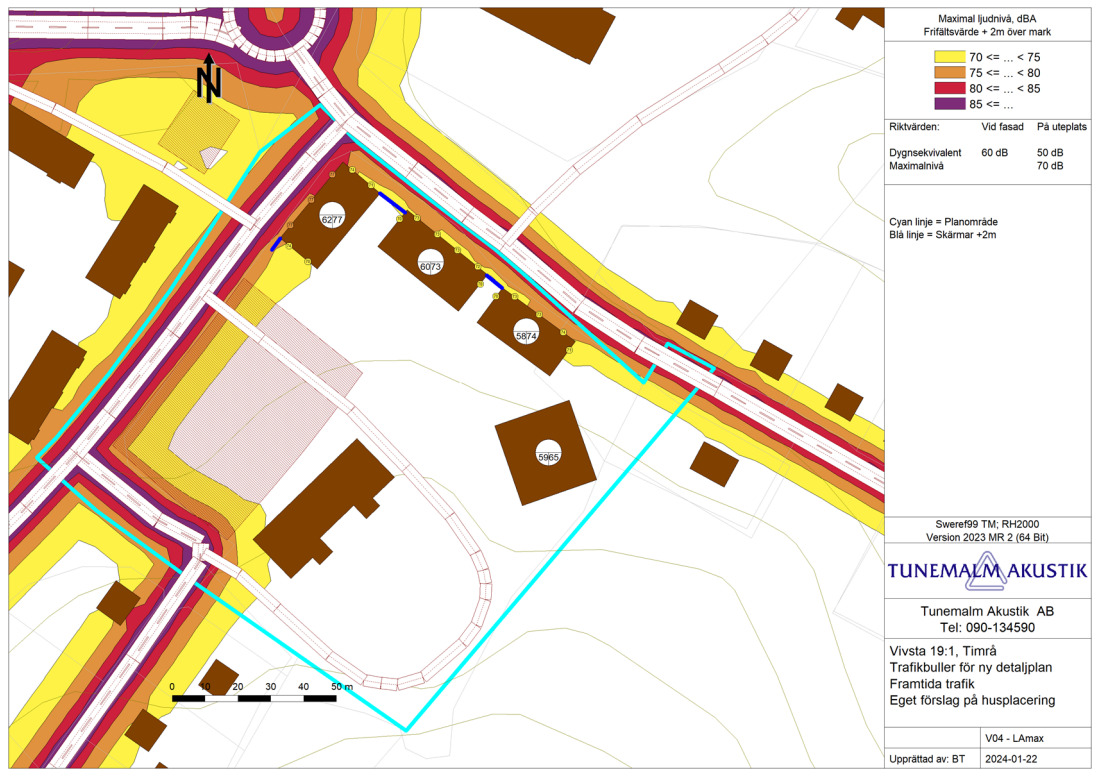 Maximal ljudnivå, dBA
Frifältsvärde + 2m över mark
70 <= ... < 75
75 <= ... < 80
80 <= ... < 85
85 <= ...
Riktvärden: Vid fasad På uteplats
Dygnsekvivalent 60 dB 50 dB
Maximalnivå 70 dB
Cyan linje = Planområde
Blå linje = Skärmar +2m
N
6277
6073
5874
5965
0 10 20 30 40 50 m
Sweref99 TM; RH2000
Version 2023 MR 2 (64 Bit)
TUNEMALM AKUSTIK
Tunemalm Akustik AB
Tel: 090-134590
Vivsta 19:1, Timrå
Trafikbuller för ny detaljplan
Framtida trafik
Eget förslag på husplacering
V04 - LAmax
Upprättad av: BT 2024-01-22